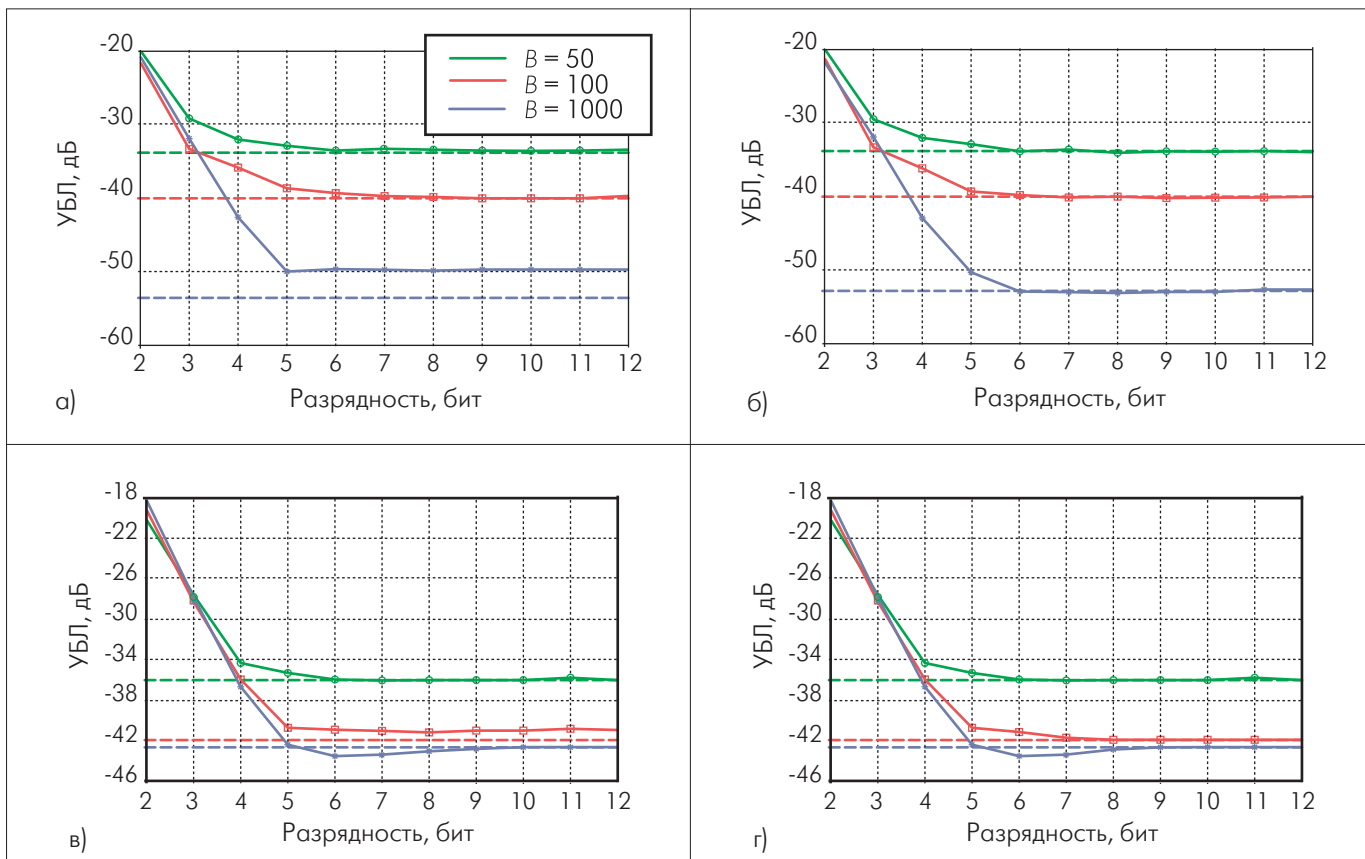 -20
-30
-40
-50
-60
УБЛ, дБ
B = 50
B = 100
B = 1000
2 3 4 5 6 7 8 9 10 11 12
Разрядность, бит
а)
-20
-30
-40
-50
-60
УБЛ, дБ
2 3 4 5 6 7 8 9 10 11 12
Разрядность, бит
б)
-18
-22
-26
-30
-34
-38
-42
-46
УБЛ, дБ
2 3 4 5 6 7 8 9 10 11 12
Разрядность, бит
в)
-18
-22
-26
-30
-34
-38
-42
-46
УБЛ, дБ
2 3 4 5 6 7 8 9 10 11 12
Разрядность, бит
г)